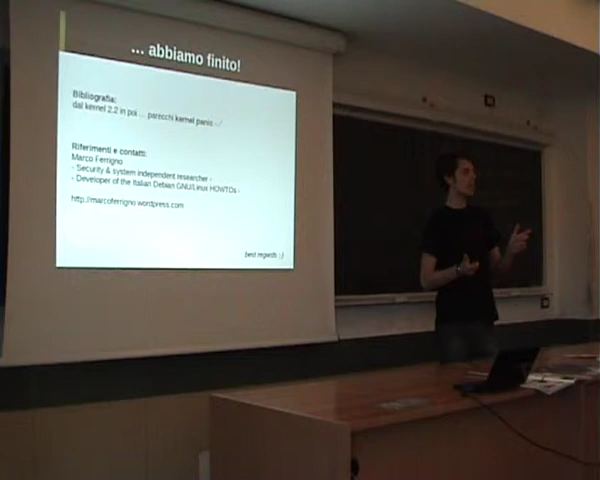 ... abbiamo finito!
Bibliografia:
dal kernel 2.2 in poi ... parecchi kernel panic :-/
Riferimenti e contatti:
Marco Ferrigno
- Security & system independent researcher -
- Developer of the Italian Debian GNU/Linux HOWTOs -
http://marcoferrigno.wordpress.com
best regards :)